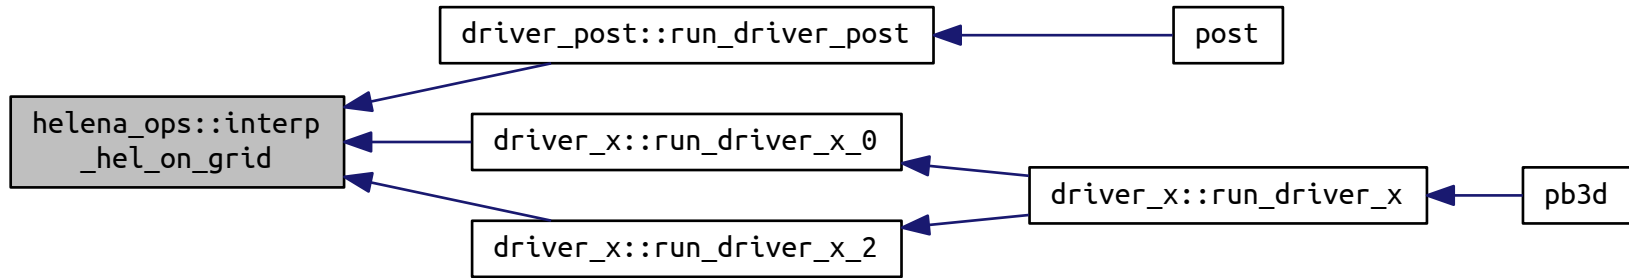 driver_post::run_driver_post
post
helena_ops::interp
_hel_on_grid
driver_x::run_driver_x_0
driver_x::run_driver_x
pb3d
driver_x::run_driver_x_2